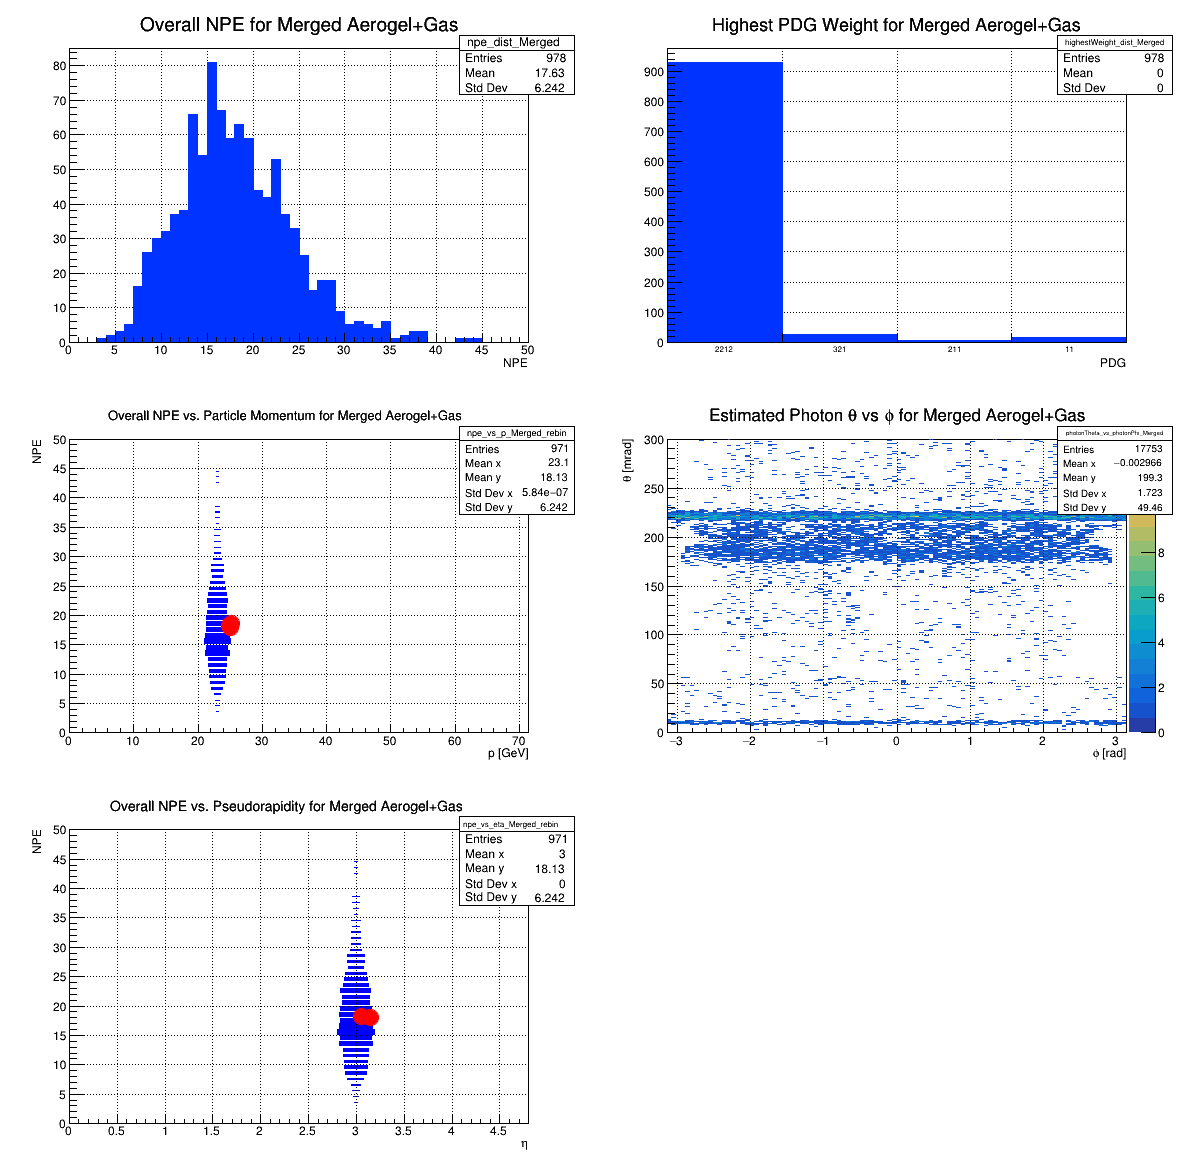 Overall NPE for Merged Aerogel+Gas
npe_dist_Merged
Entries 978
Mean 17.63
Std Dev 6.242
80
70
60
50
40
30
20
10
0
0 5 10 15 20 25 30 35 40 45 50
NPE
Highest PDG Weight for Merged Aerogel+Gas
highestWeight_dist_Merged
Entries 978
Mean 0
Std Dev 0
900
800
700
600
500
400
300
200
100
0
2212 321 211 11
PDG
Overall NPE vs. Particle Momentum for Merged Aerogel+Gas
npe_vs_p_Merged_rebin
Entries 971
Mean x 23.1
Mean y 18.13
Std Dev x 5.84e−07
Std Dev y 6.242
NPE
50
45
40
35
30
25
20
15
10
5
0
0 10 20 30 40 50 60 70
p [GeV]
Estimated Photon θ vs ϕ for Merged Aerogel+Gas
photonTheta_vs_photonPhi_Merged
Entries 17753
Mean x −0.002966
Mean y 199.3
Std Dev x 1.723
Std Dev y 49.46
θ [mrad]
300
250
200
150
100
50
0
−3 −2 −1 0 1 2 3
ϕ [rad]
8
6
4
2
0
Overall NPE vs. Pseudorapidity for Merged Aerogel+Gas
npe_vs_eta_Merged_rebin
Entries 971
Mean x 3
Mean y 18.13
Std Dev x 0
Std Dev y 6.242
NPE
50
45
40
35
30
25
20
15
10
5
0
0 0.5 1 1.5 2 2.5 3 3.5 4 4.5
η